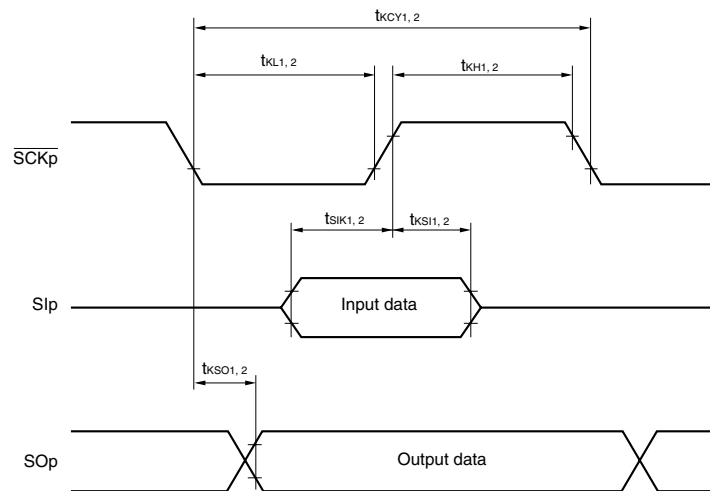 tKCY1, 2
tKL1, 2
tKH1, 2
SCKp
tSIK1, 2
tKSI1, 2
SIp
Input data
tKSO1, 2
SOp
Output data